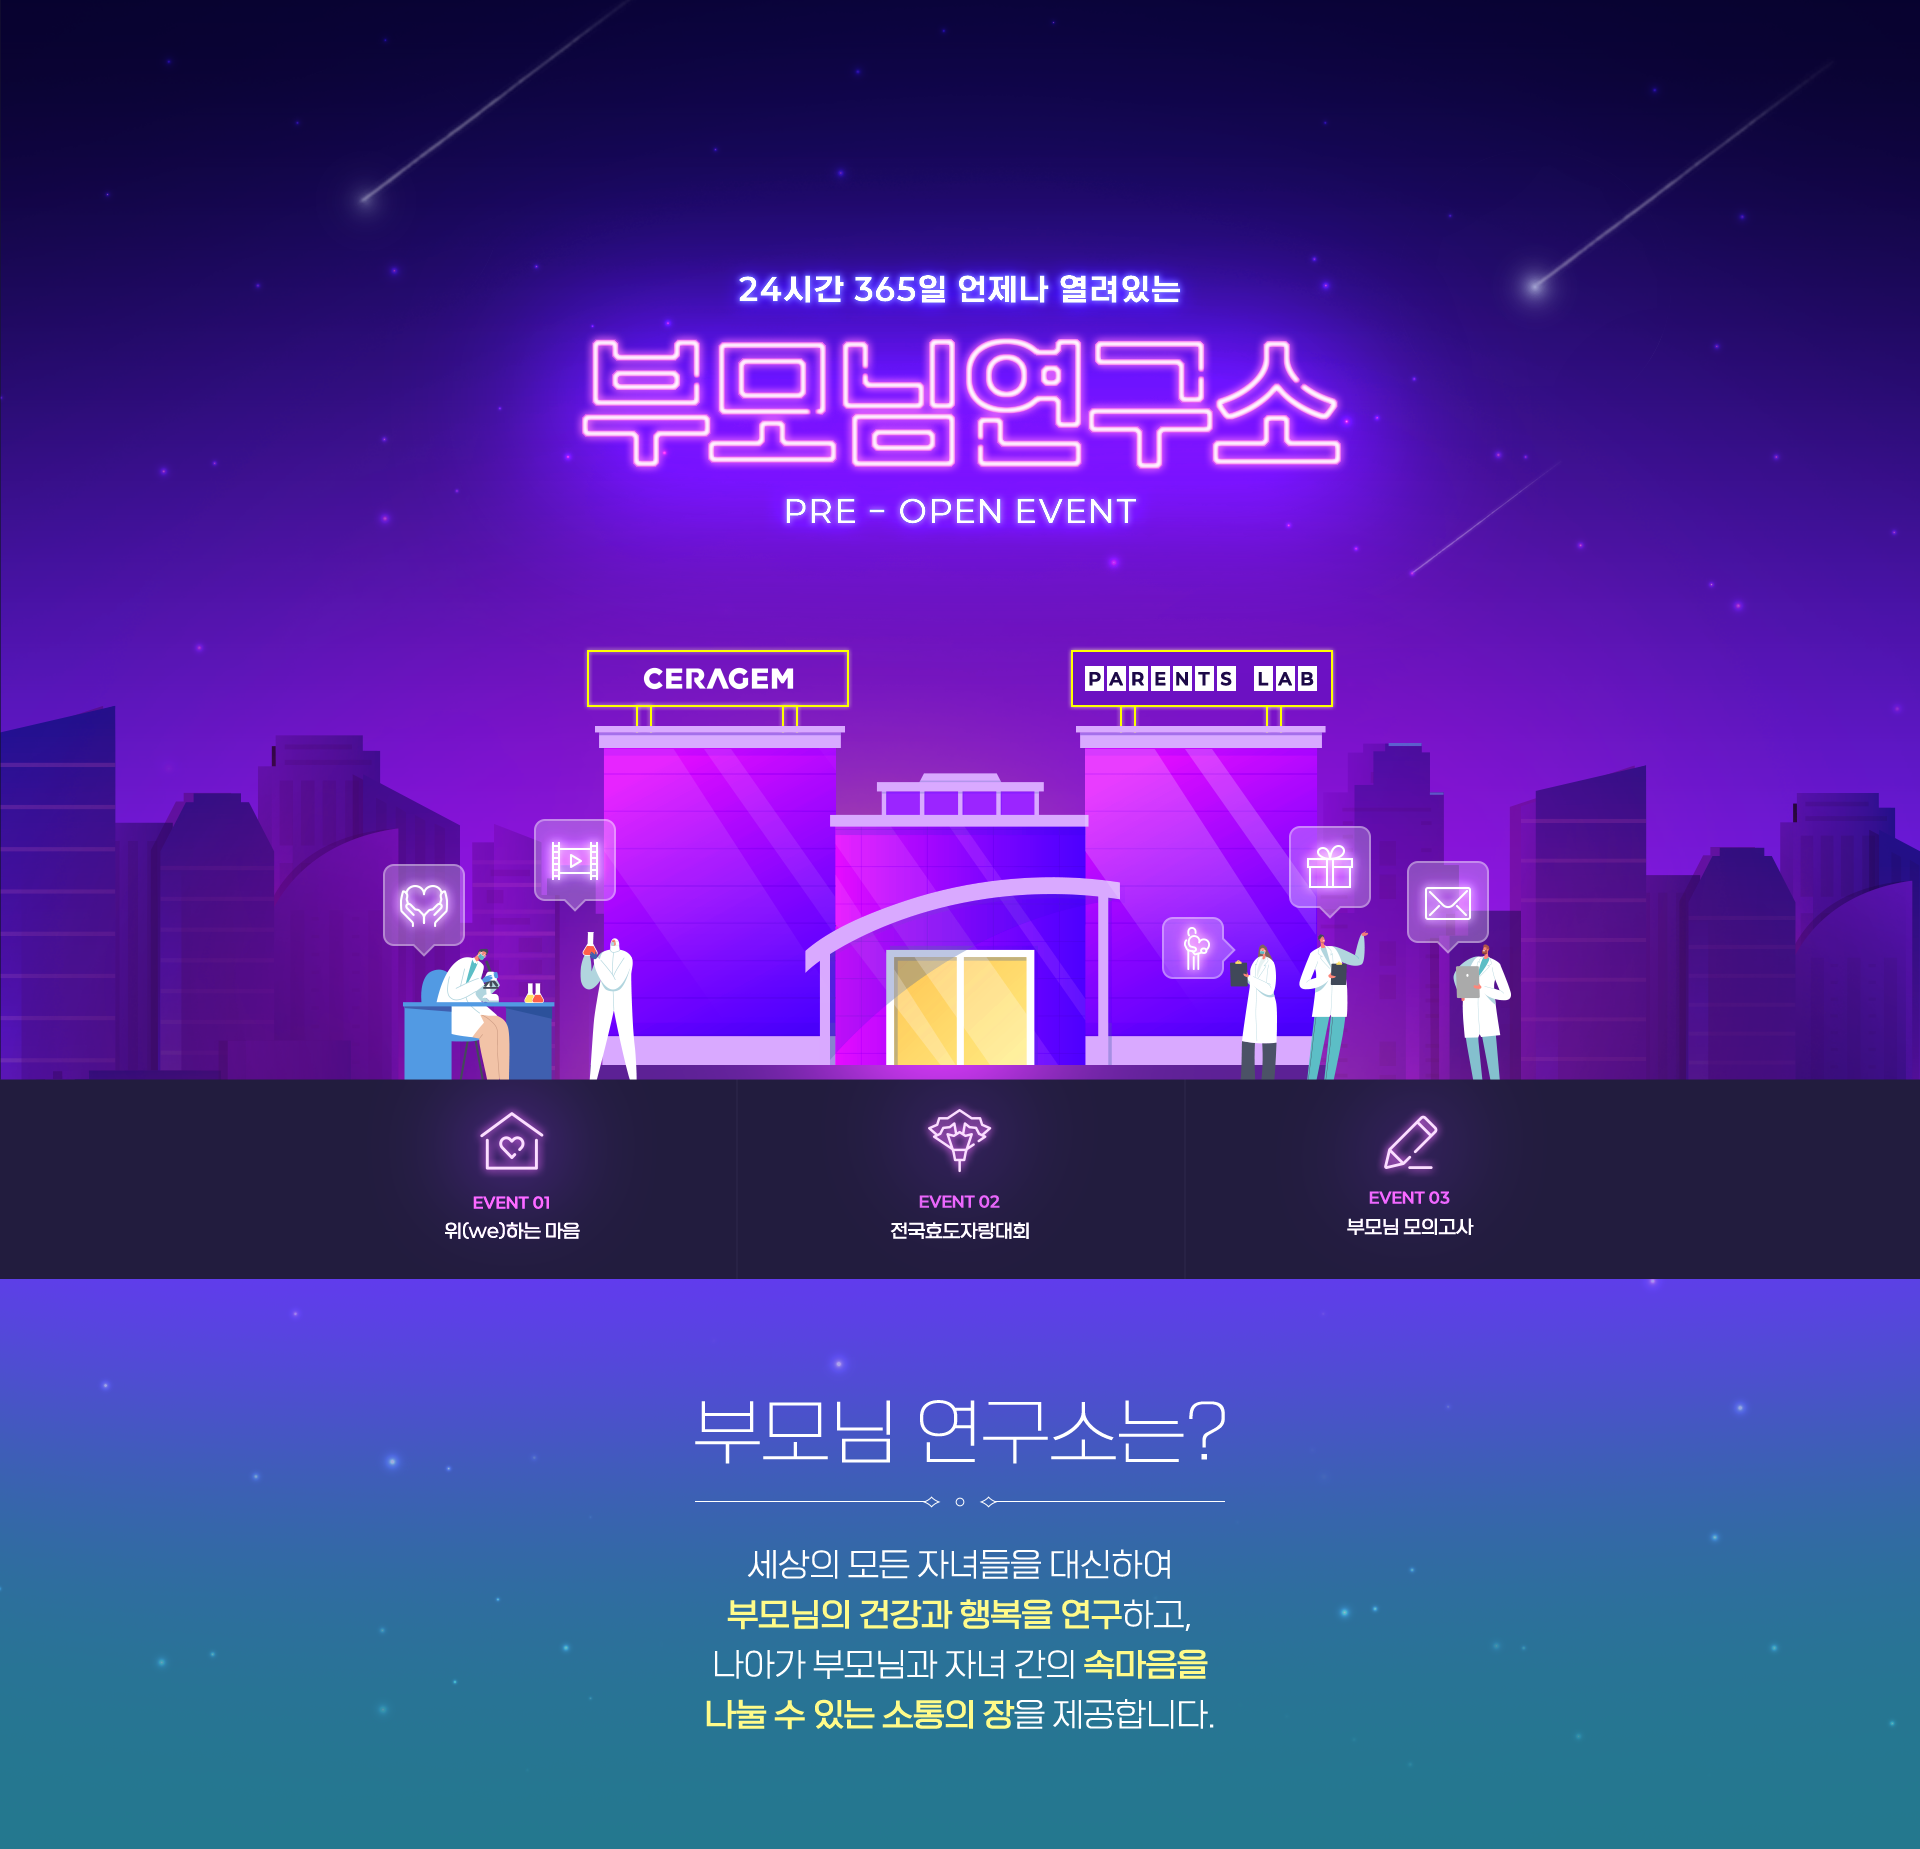 24시간 365일 언제나 열려있는
부모님연구소
PRE - OPEN EVENT
CERAGEM
PARENTS LAB
EVENT 01
위(we)하는 마음
EVENT 02
전국효도자랑대회
EVENT 03
부모님 모의고사
부모님 연구소는?
세상의 모든 자녀들을 대신하여
부모님의 건강과 행복을 연구하고,
나아가 부모님과 자녀 간의 속마음을
나눌 수 있는 소통의 장을 제공합니다.